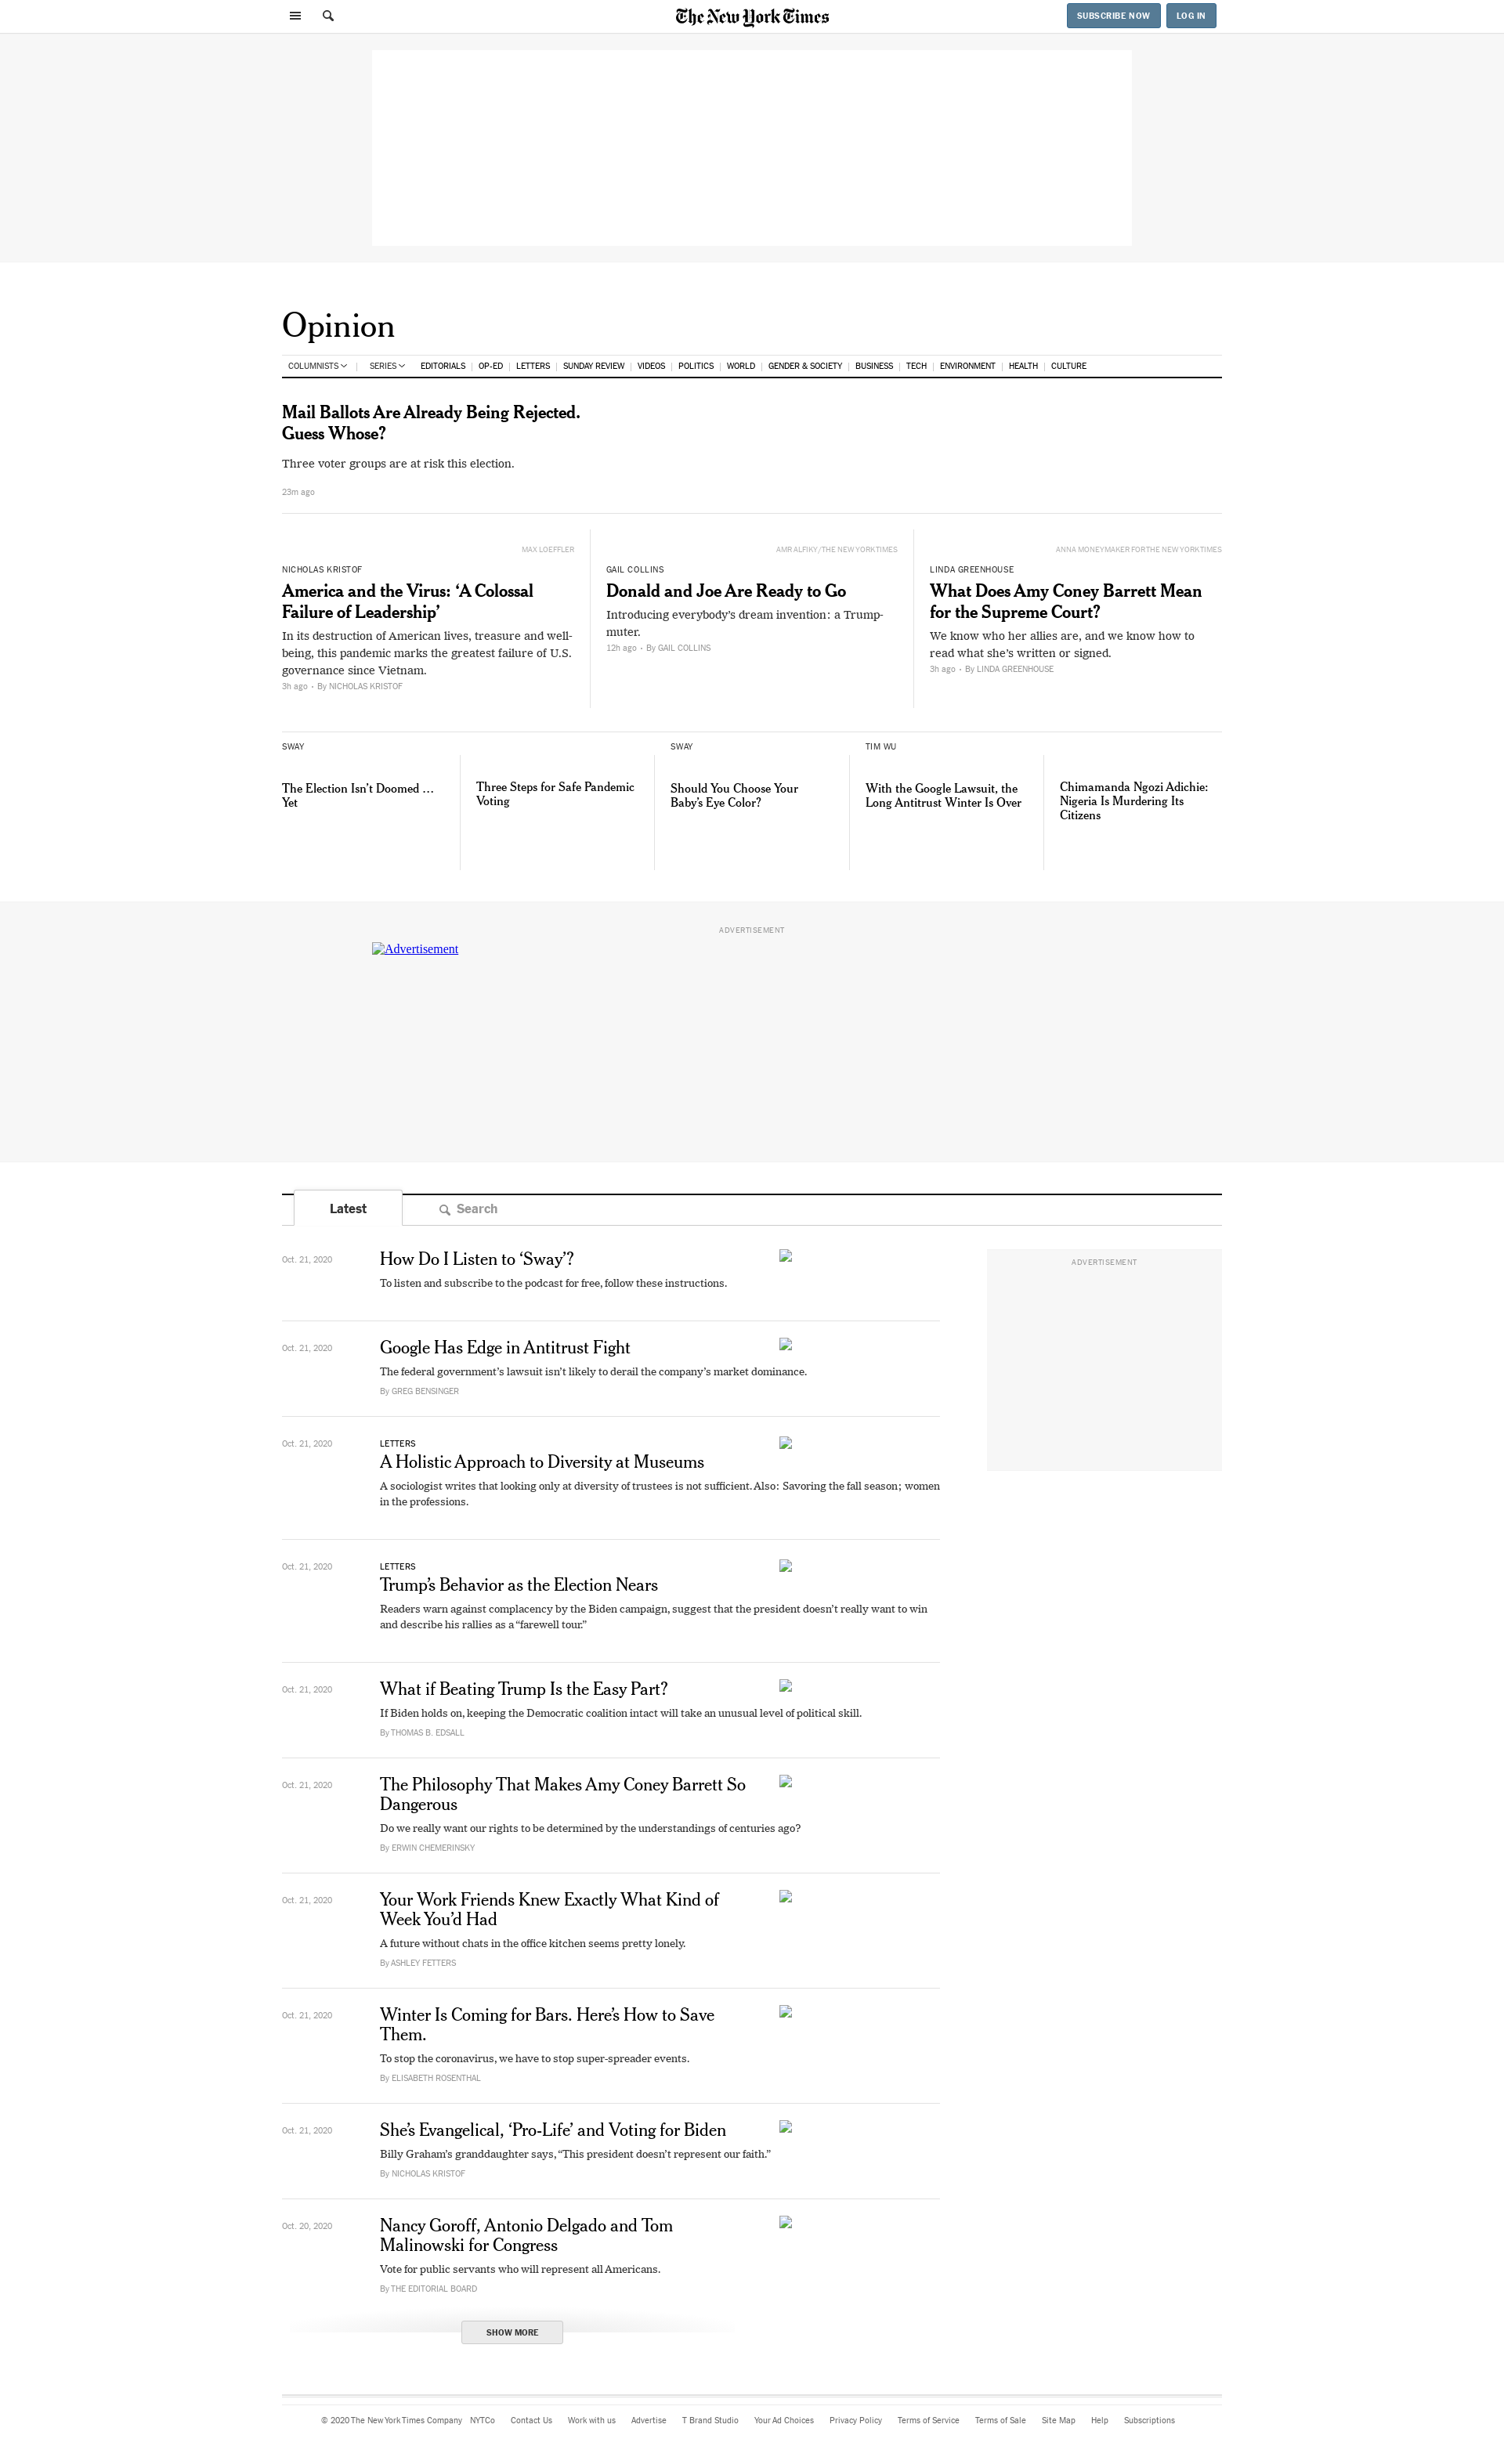 The New York Times
SUBSCRIBE NOW
LOG IN
Opinion
COLUMNISTS
SERIES
EDITORIALS
OP-ED
LETTERS
SUNDAY REVIEW
VIDEOS
POLITICS
WORLD
GENDER & SOCIETY
BUSINESS
TECH
ENVIRONMENT
HEALTH
CULTURE
Mail Ballots Are Already Being Rejected.
Guess Whose?
Three voter groups are at risk this election.
23m ago
MAX LOEFFLER
NICHOLAS KRISTOF
America and the Virus: ‘A Colossal
Failure of Leadership’
In its destruction of American lives, treasure and well-
being, this pandemic marks the greatest failure of U.S.
governance since Vietnam.
3h ago · By NICHOLAS KRISTOF
AMR ALFIKY/THE NEW YORK TIMES
GAIL COLLINS
Donald and Joe Are Ready to Go
Introducing everybody’s dream invention: a Trump-
muter.
12h ago · By GAIL COLLINS
ANNA MONEYMAKER FOR THE NEW YORK TIMES
LINDA GREENHOUSE
What Does Amy Coney Barrett Mean
for the Supreme Court?
We know who her allies are, and we know how to
read what she’s written or signed.
3h ago · By LINDA GREENHOUSE
SWAY
The Election Isn’t Doomed …
Yet
Three Steps for Safe Pandemic
Voting
SWAY
Should You Choose Your
Baby’s Eye Color?
TIM WU
With the Google Lawsuit, the
Long Antitrust Winter Is Over
Chimamanda Ngozi Adichie:
Nigeria Is Murdering Its
Citizens
ADVERTISEMENT
Advertisement
Latest
Search
ADVERTISEMENT
Oct. 21, 2020
How Do I Listen to ‘Sway’?
To listen and subscribe to the podcast for free, follow these instructions.
Oct. 21, 2020
Google Has Edge in Antitrust Fight
The federal government’s lawsuit isn’t likely to derail the company’s market dominance.
By GREG BENSINGER
Oct. 21, 2020
LETTERS
A Holistic Approach to Diversity at Museums
A sociologist writes that looking only at diversity of trustees is not sufficient. Also: Savoring the fall season; women
in the professions.
Oct. 21, 2020
LETTERS
Trump’s Behavior as the Election Nears
Readers warn against complacency by the Biden campaign, suggest that the president doesn’t really want to win
and describe his rallies as a “farewell tour.”
Oct. 21, 2020
What if Beating Trump Is the Easy Part?
If Biden holds on, keeping the Democratic coalition intact will take an unusual level of political skill.
By THOMAS B. EDSALL
Oct. 21, 2020
The Philosophy That Makes Amy Coney Barrett So
Dangerous
Do we really want our rights to be determined by the understandings of centuries ago?
By ERWIN CHEMERINSKY
Oct. 21, 2020
Your Work Friends Knew Exactly What Kind of
Week You’d Had
A future without chats in the office kitchen seems pretty lonely.
By ASHLEY FETTERS
Oct. 21, 2020
Winter Is Coming for Bars. Here’s How to Save
Them.
To stop the coronavirus, we have to stop super-spreader events.
By ELISABETH ROSENTHAL
Oct. 21, 2020
She’s Evangelical, ‘Pro-Life’ and Voting for Biden
Billy Graham’s granddaughter says, “This president doesn’t represent our faith.”
By NICHOLAS KRISTOF
Oct. 20, 2020
Nancy Goroff, Antonio Delgado and Tom
Malinowski for Congress
Vote for public servants who will represent all Americans.
By THE EDITORIAL BOARD
SHOW MORE
© 2020 The New York Times Company
NYTCo
Contact Us
Work with us
Advertise
T Brand Studio
Your Ad Choices
Privacy Policy
Terms of Service
Terms of Sale
Site Map
Help
Subscriptions